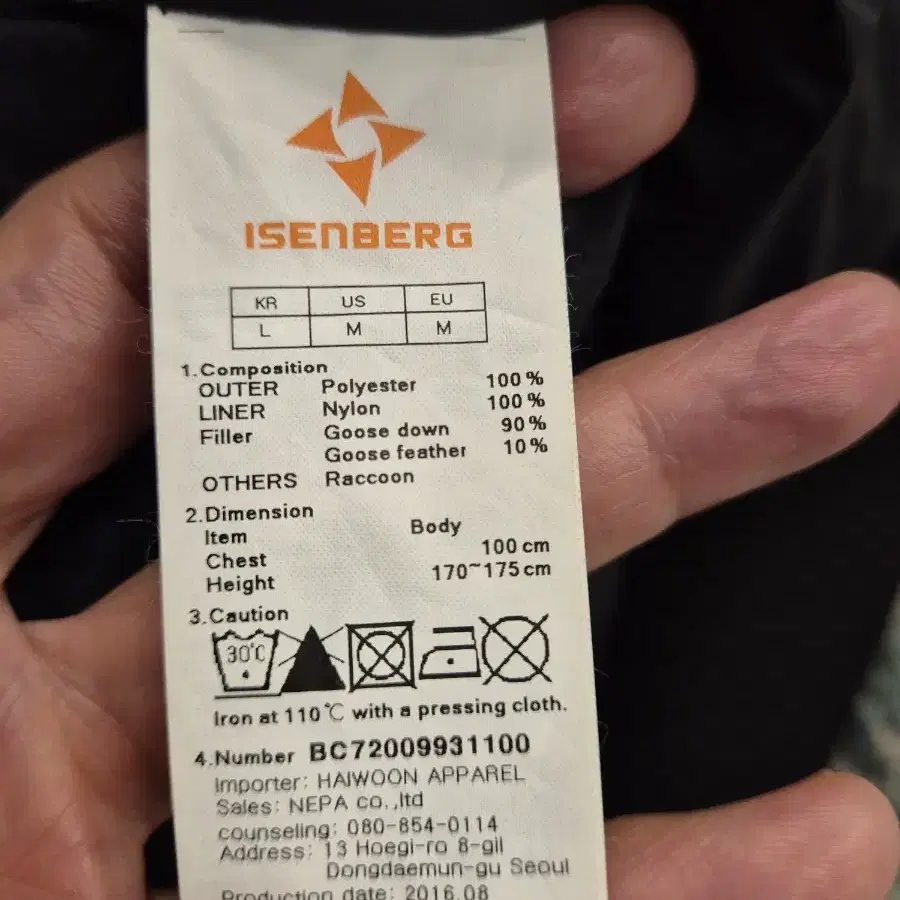 ISENBERG
KR US EU
L M M
1.Composition
OUTER Polyester 100%
LINER Nylon 100%
Filler Goose down 90%
Goose feather 10%
OTHERS Raccoon
2.Dimension
Item Body
Chest 100cm
Height 170~175cm
3.Caution
30℃
Iron at 110℃ with a pressing cloth.
4.Number BC72009931100
Importer: HAIWOON APPAREL
Sales: NEPA co.,ltd
counseling: 080-854-0114
Address: 13 Hoegi-ro 8-gil
Dongdaemun-gu Seoul
Production date: 2016.08